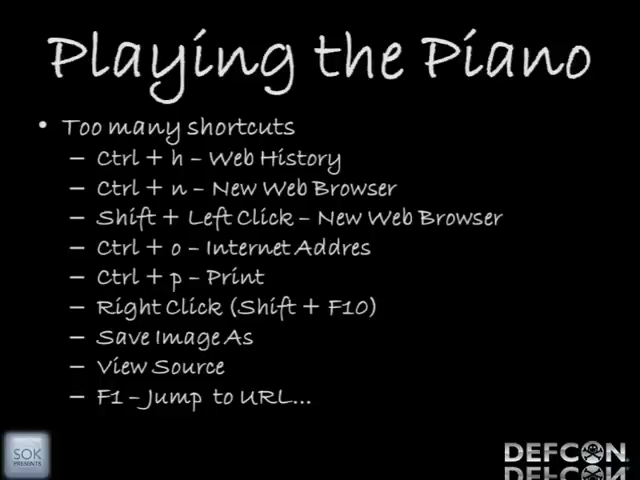 Playing the Piano
• Too many shortcuts
– Ctrl + h – Web History
– Ctrl + n – New Web Browser
– Shift + Left Click – New Web Browser
– Ctrl + o – Internet Addres
– Ctrl + p – Print
– Right Click (Shift + F10)
– Save Image As
– View Source
– F1 – Jump to URL...
SOK
PRESENTS
DEFCON